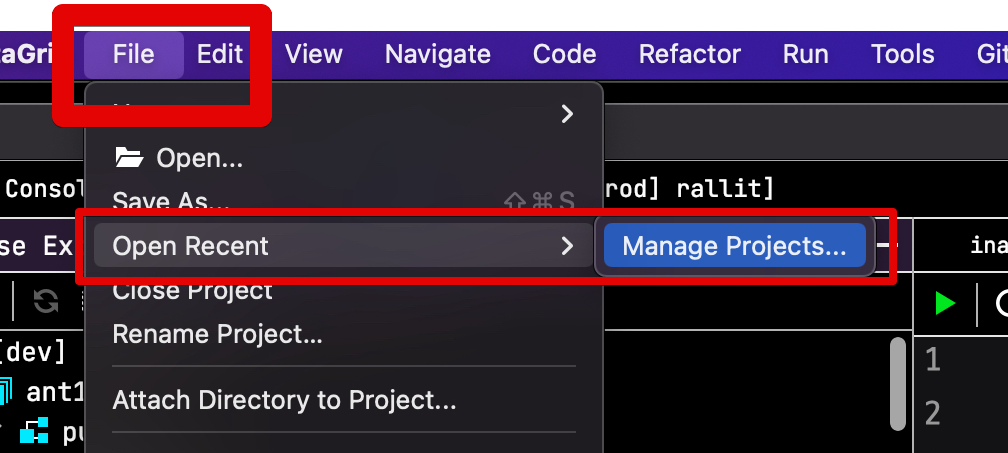 taGri File Edit View Navigate Code Refactor Run Tools Git
Open...
Consol
rod] rallit]
Save As... ⇧⌘S
se Ex
Open Recent
Manage Projects...
ina
Close Project
Rename Project...
[dev]
1
ant1
Attach Directory to Project...
2
pu